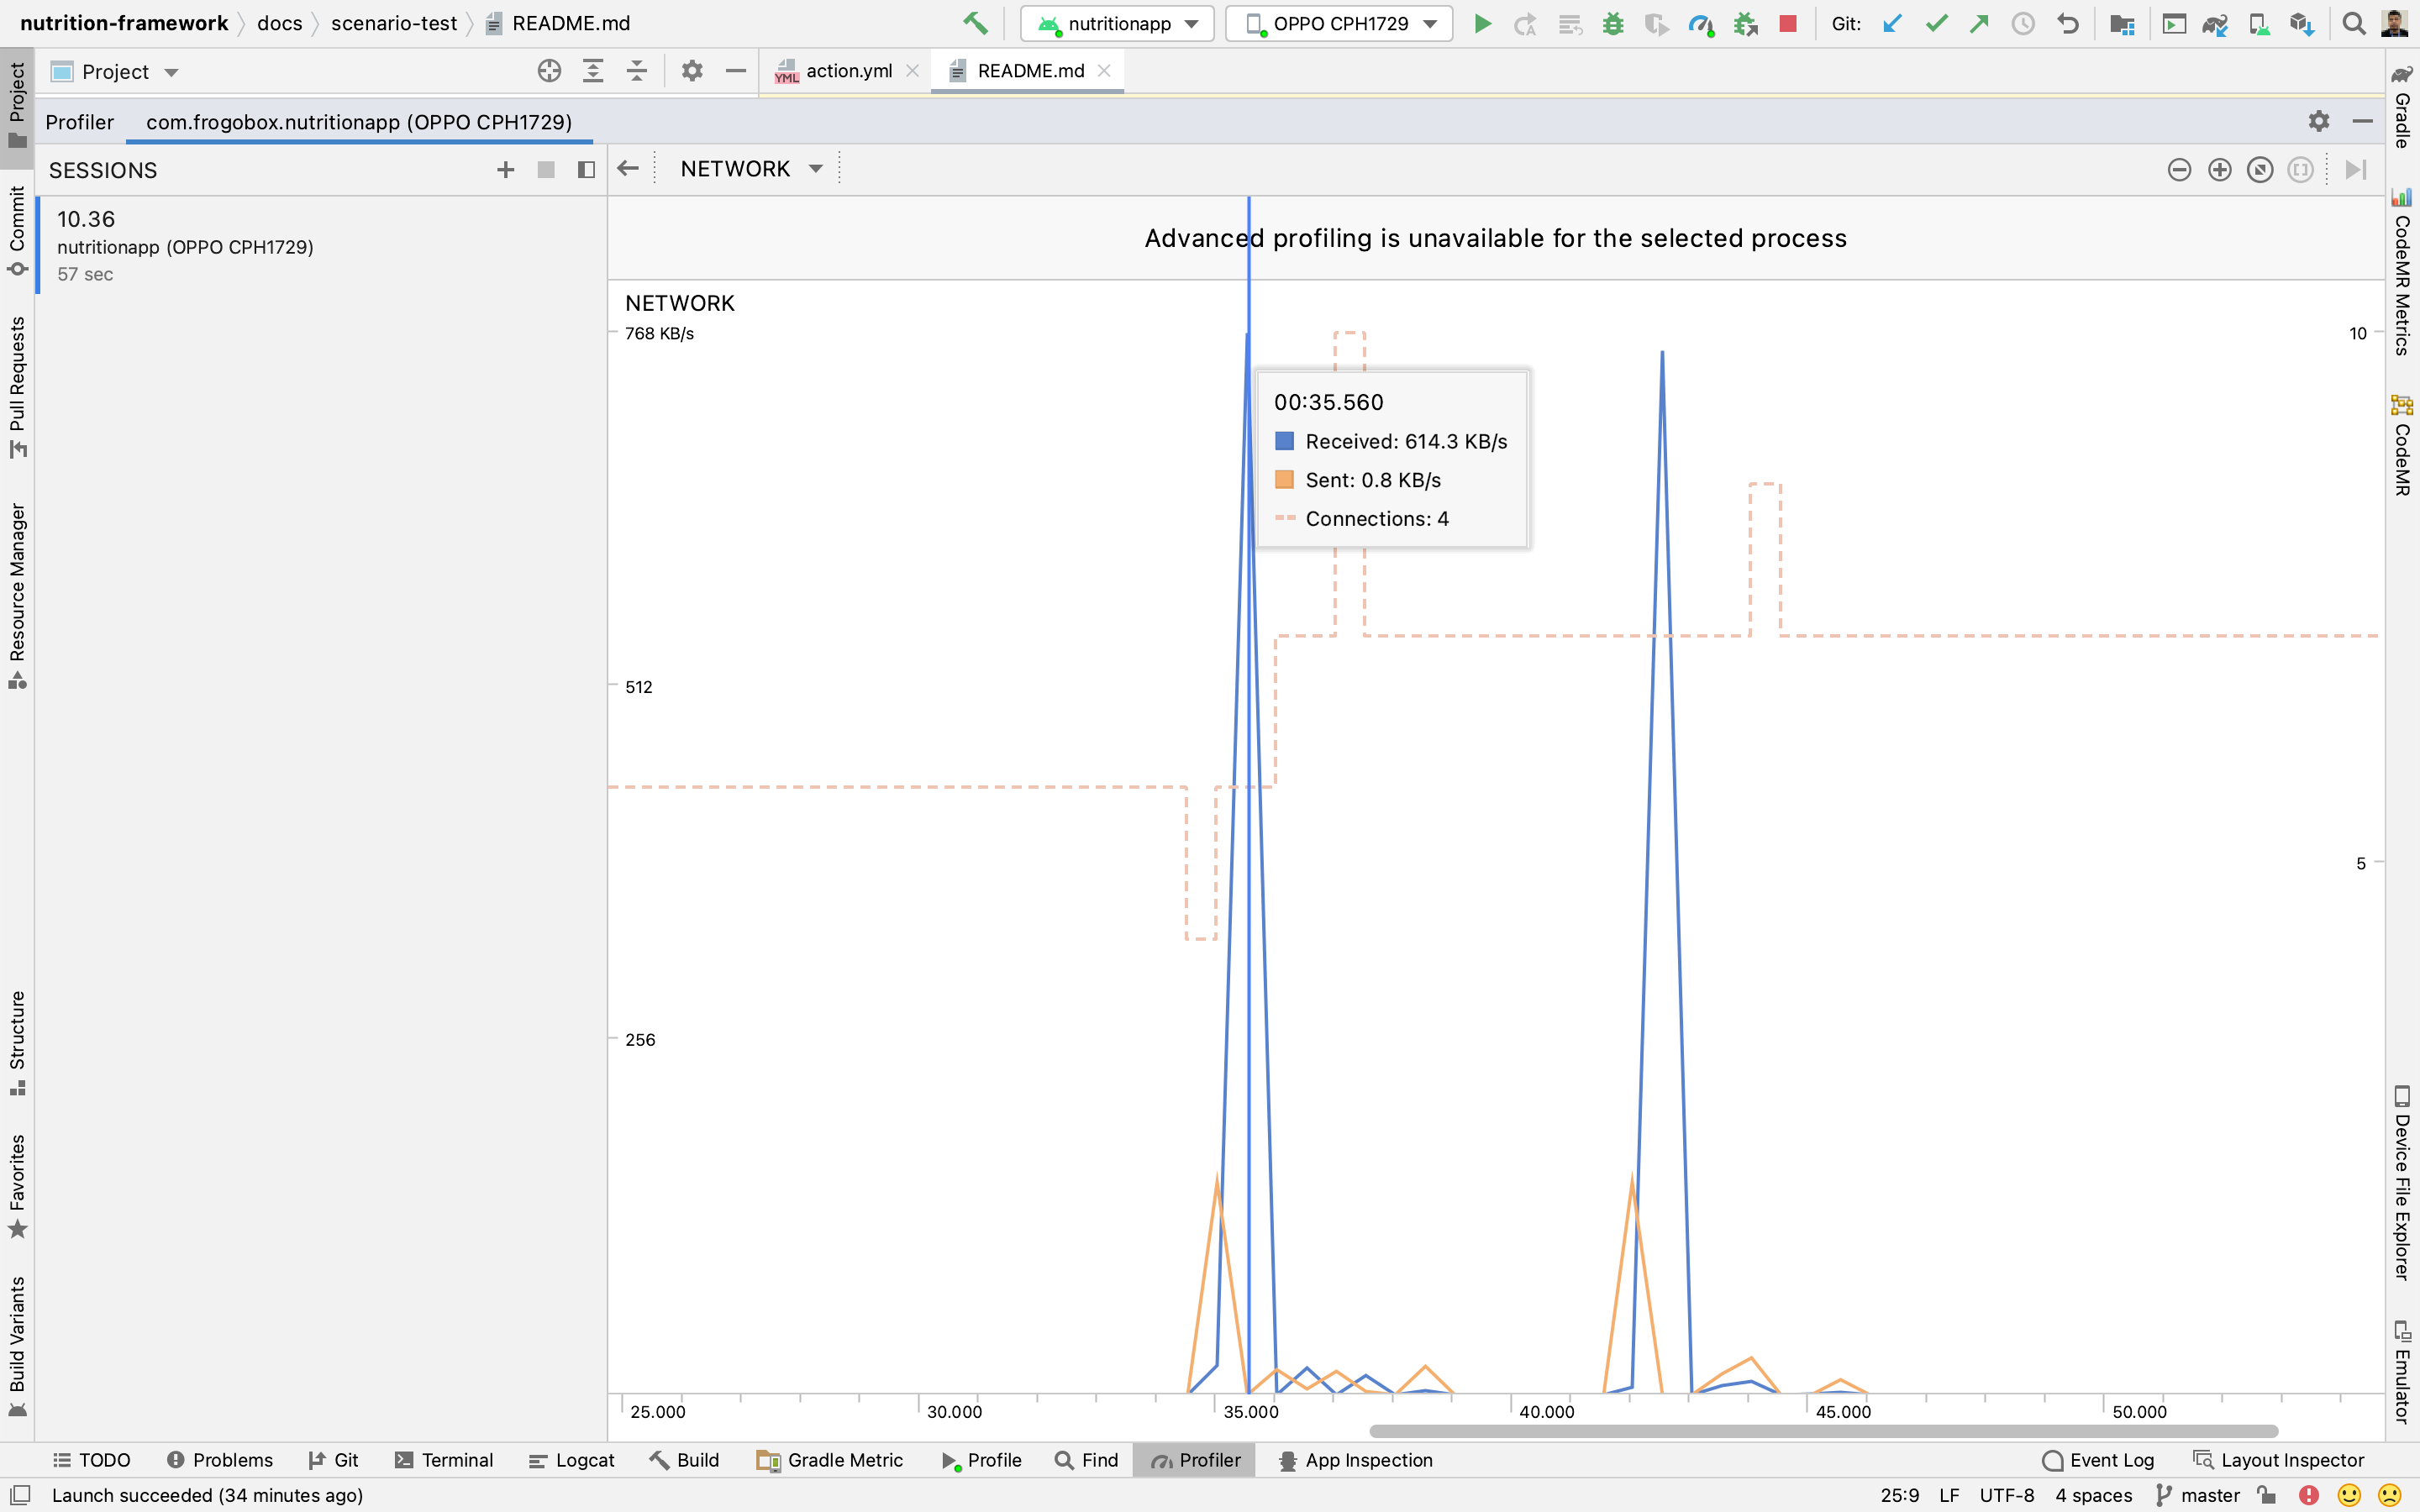 nutrition-framework docs scenario-test README.md nutritionapp OPPO CPH1729 Git:
Project
YML action.yml README.md
Profiler com.frogobox.nutritionapp (OPPO CPH1729)
SESSIONS
NETWORK
10.36
nutritionapp (OPPO CPH1729)
57 sec
Advanced profiling is unavailable for the selected process
NETWORK
768 KB/s
10
00:35.560
Received: 614.3 KB/s
Sent: 0.8 KB/s
Connections: 4
512
5
256
25.000 30.000 35.000 40.000 45.000 50.000
Project
Commit
Pull Requests
Resource Manager
Structure
Favorites
Build Variants
Gradle
CodeMR Metrics
CodeMR
Device File Explorer
Emulator
TODO Problems Git Terminal Logcat Build Gradle Metric Profile Find Profiler App Inspection Event Log Layout Inspector
Launch succeeded (34 minutes ago) 25:9 LF UTF-8 4 spaces master